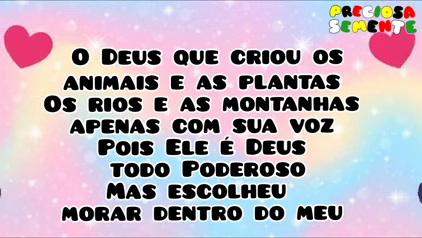 PRECIOSA
SEMENTE
O Deus que criou os
animais e as plantas
Os rios e as montanhas
apenas com sua voz
Pois Ele é Deus
todo Poderoso
Mas escolheu
morar dentro do meu